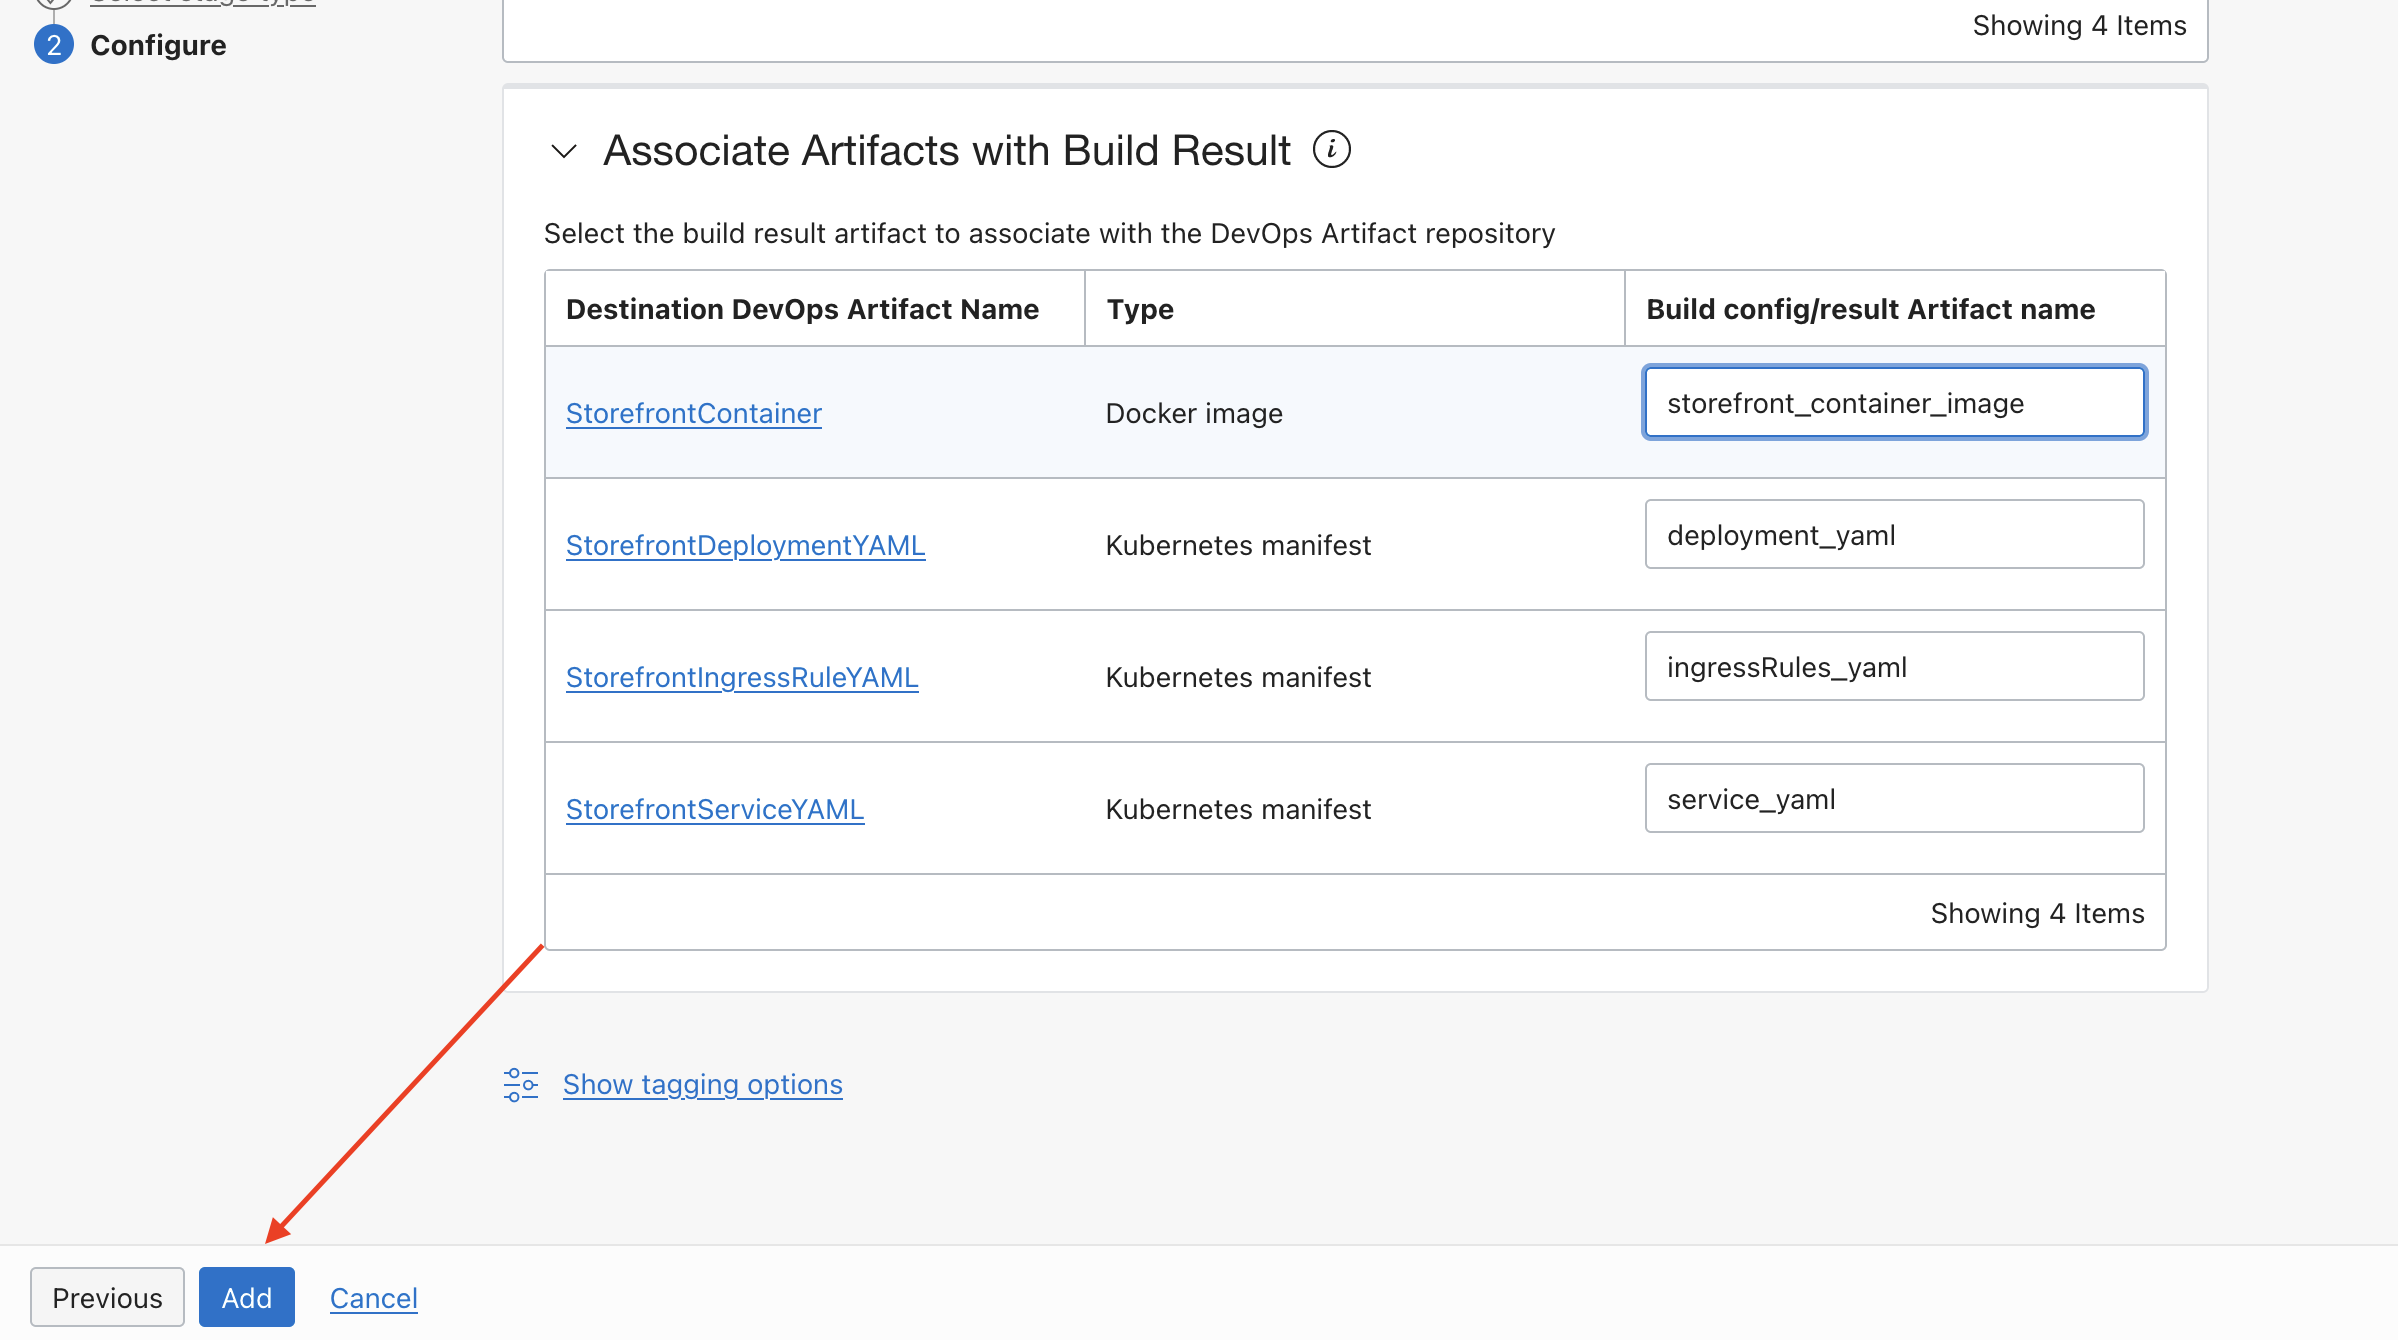 Select stage type
2 Configure
Showing 4 Items
Associate Artifacts with Build Result i
Select the build result artifact to associate with the DevOps Artifact repository
Destination DevOps Artifact Name Type Build config/result Artifact name
StorefrontContainer Docker image storefront_container_image
StorefrontDeploymentYAML Kubernetes manifest deployment_yaml
StorefrontIngressRuleYAML Kubernetes manifest ingressRules_yaml
StorefrontServiceYAML Kubernetes manifest service_yaml
Showing 4 Items
Show tagging options
Previous Add Cancel